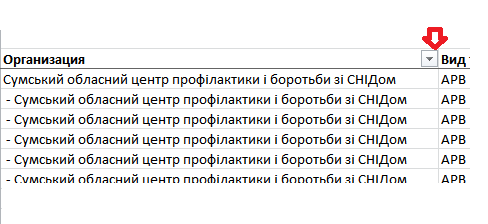 Организация Вид
Сумський обласний центр профілактики і боротьби зі СНІДом АРВ
- Сумський обласний центр профілактики і боротьби зі СНІДом АРВ
- Сумський обласний центр профілактики і боротьби зі СНІДом АРВ
- Сумський обласний центр профілактики і боротьби зі СНІДом АРВ
- Сумський обласний центр профілактики і боротьби зі СНІДом АРВ
- Сумський обласний центр профілактики і боротьби зі СНІДом АРВ